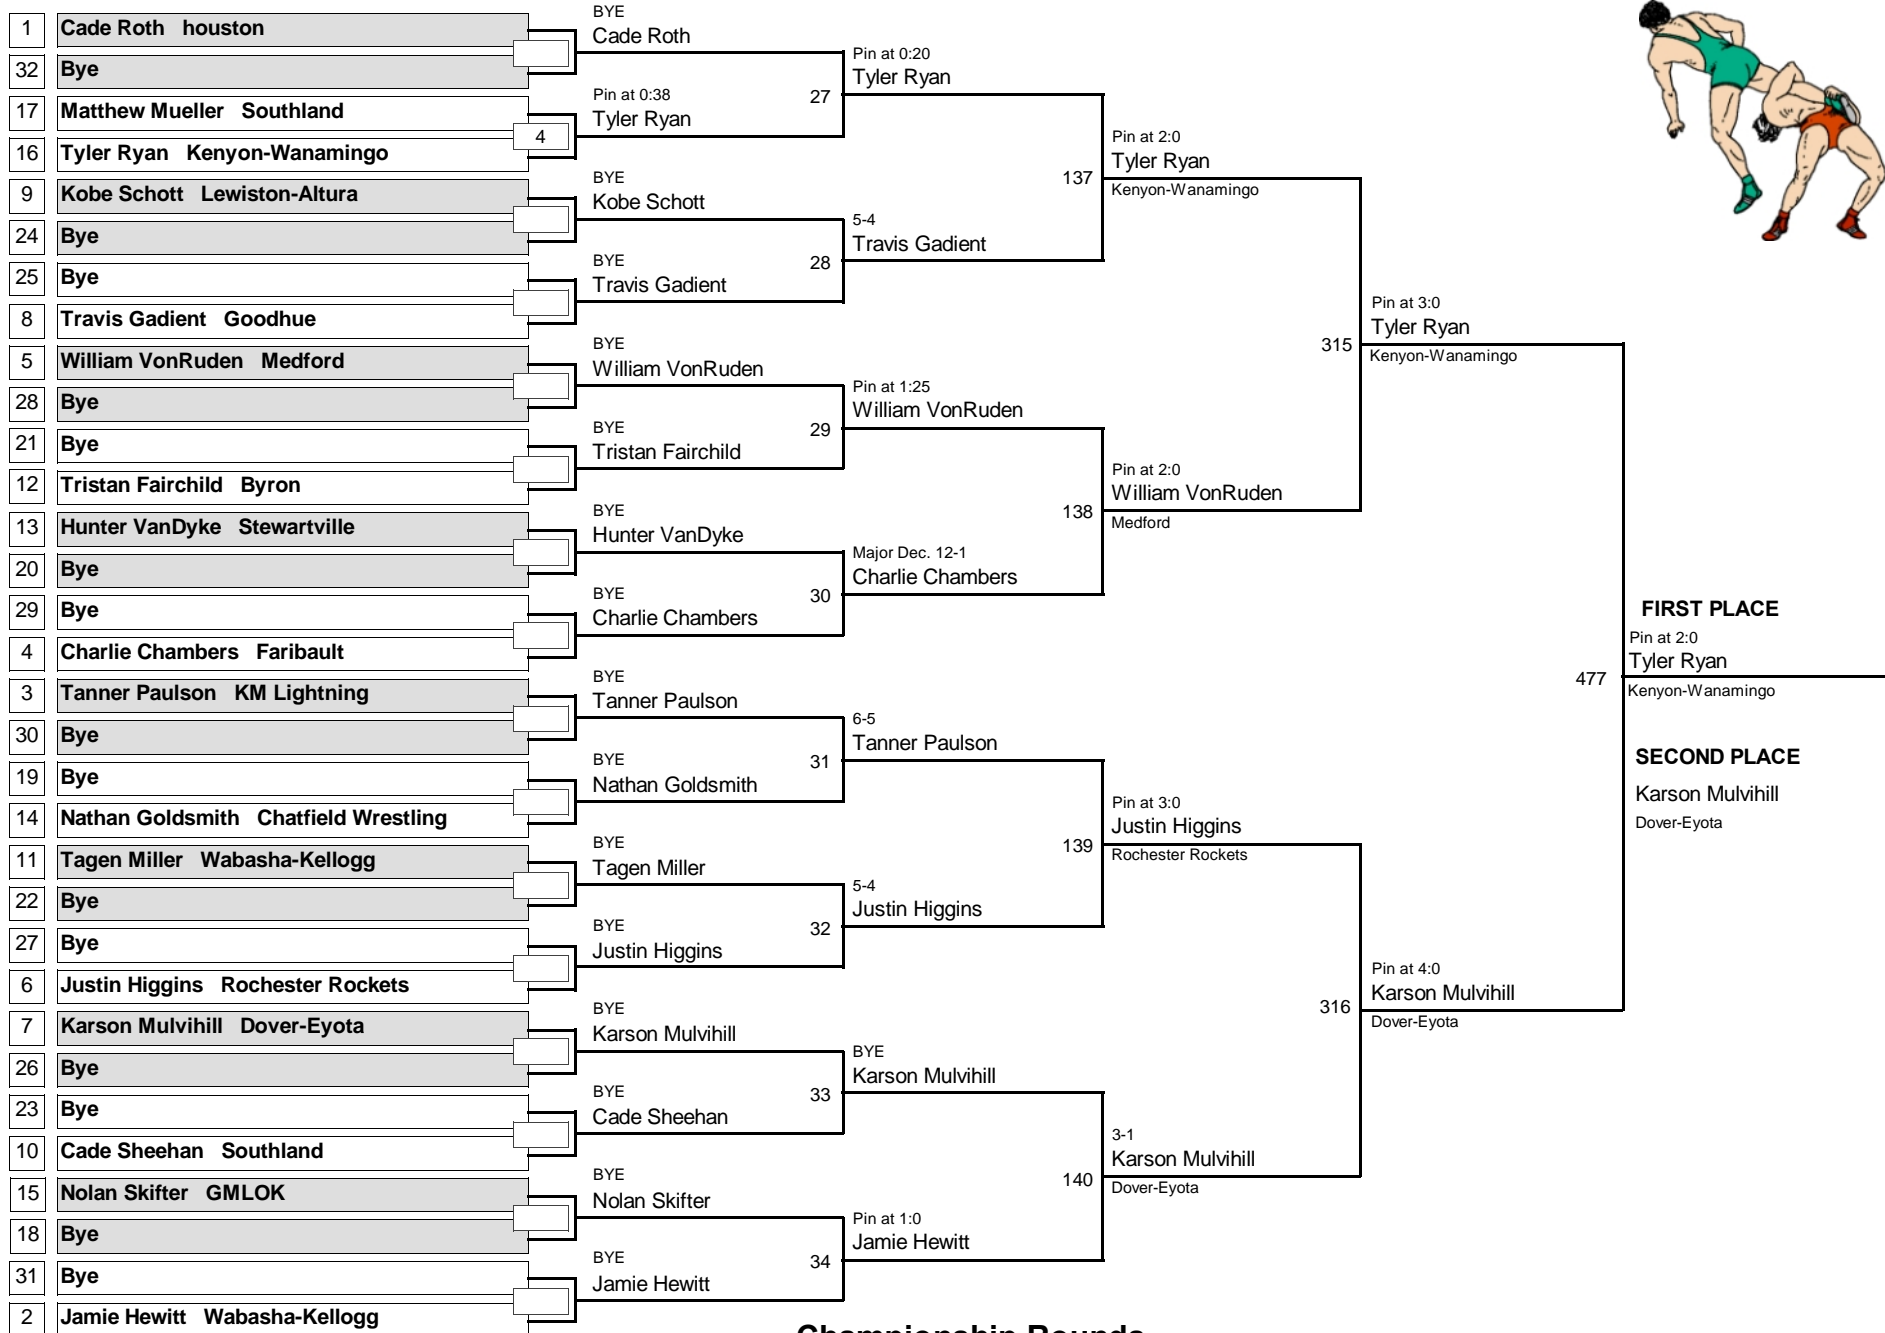 1 Cade Roth houston
32 Bye
17 Matthew Mueller Southland
16 Tyler Ryan Kenyon-Wanamingo
9 Kobe Schott Lewiston-Altura
24 Bye
25 Bye
8 Travis Gadient Goodhue
5 William VonRuden Medford
28 Bye
21 Bye
12 Tristan Fairchild Byron
13 Hunter VanDyke Stewartville
20 Bye
29 Bye
4 Charlie Chambers Faribault
3 Tanner Paulson KM Lightning
30 Bye
19 Bye
14 Nathan Goldsmith Chatfield Wrestling
11 Tagen Miller Wabasha-Kellogg
22 Bye
27 Bye
6 Justin Higgins Rochester Rockets
7 Karson Mulvihill Dover-Eyota
26 Bye
23 Bye
10 Cade Sheehan Southland
15 Nolan Skifter GMLOK
18 Bye
31 Bye
2 Jamie Hewitt Wabasha-Kellogg
4
BYE
Cade Roth
Pin at 0:38
Tyler Ryan
BYE
Kobe Schott
BYE
Travis Gadient
BYE
William VonRuden
BYE
Tristan Fairchild
BYE
Hunter VanDyke
BYE
Charlie Chambers
BYE
Tanner Paulson
BYE
Nathan Goldsmith
BYE
Tagen Miller
BYE
Justin Higgins
BYE
Karson Mulvihill
BYE
Cade Sheehan
BYE
Nolan Skifter
BYE
Jamie Hewitt
27
28
29
30
31
32
33
34
Pin at 0:20
Tyler Ryan
5-4
Travis Gadient
Pin at 1:25
William VonRuden
Major Dec. 12-1
Charlie Chambers
6-5
Tanner Paulson
5-4
Justin Higgins
BYE
Karson Mulvihill
Pin at 1:0
Jamie Hewitt
137
138
139
140
Pin at 2:0
Tyler Ryan
Kenyon-Wanamingo
Pin at 2:0
William VonRuden
Medford
Pin at 3:0
Justin Higgins
Rochester Rockets
3-1
Karson Mulvihill
Dover-Eyota
315
316
Pin at 3:0
Tyler Ryan
Kenyon-Wanamingo
Pin at 4:0
Karson Mulvihill
Dover-Eyota
477
FIRST PLACE
Pin at 2:0
Tyler Ryan
Kenyon-Wanamingo
SECOND PLACE
Karson Mulvihill
Dover-Eyota
Championship Rounds